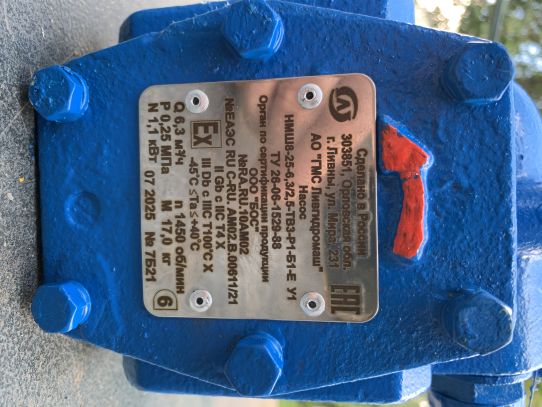 Сделано в России
303851, Орловская обл.
г. Ливны, ул. Мира, 231
АО "ГМС Ливгидромаш"
EAC
Насос
НМШ8-25-6,3/2,5-ТВ3-Р1-Б1-Е У1
ТУ 26-06-1529-88
Орган по сертификации продукции
ООО
№RA.RU.10АМ02
№ЕАЭС RU C-RU.АМ02.В.00611/21
Ex
II Gb c IIC T4 X
III Db c IIIC T100°C X
-45°C ≤Ta≤+40°C
Q 6,3 м³/ч n 1450 об/мин
P 0,25 МПа M 17,0 кг
N 1,1 кВт 07 2025 № 7Б21
6